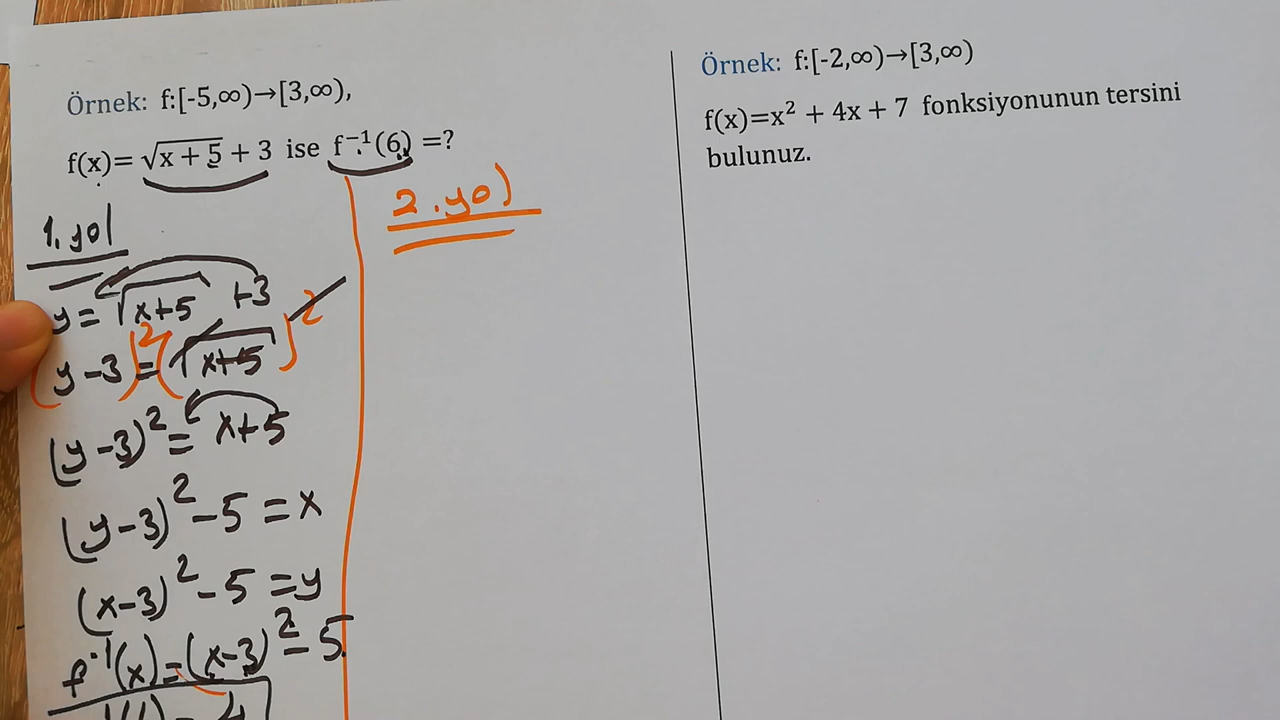 Örnek: f:[-5,∞)→[3,∞),
f(x)= √x + 5 + 3 ise f⁻¹(6) =?
1. yol
y = √x+5 +3
(y-3)² = (√x+5)²
(y-3)² = x+5
(y-3)² -5 = x
(x-3)² -5 = y
f⁻¹(x) = (x-3)² - 5
2. yol
Örnek: f:[-2,∞)→[3,∞)
f(x)=x² + 4x + 7 fonksiyonunun tersini
bulunuz.